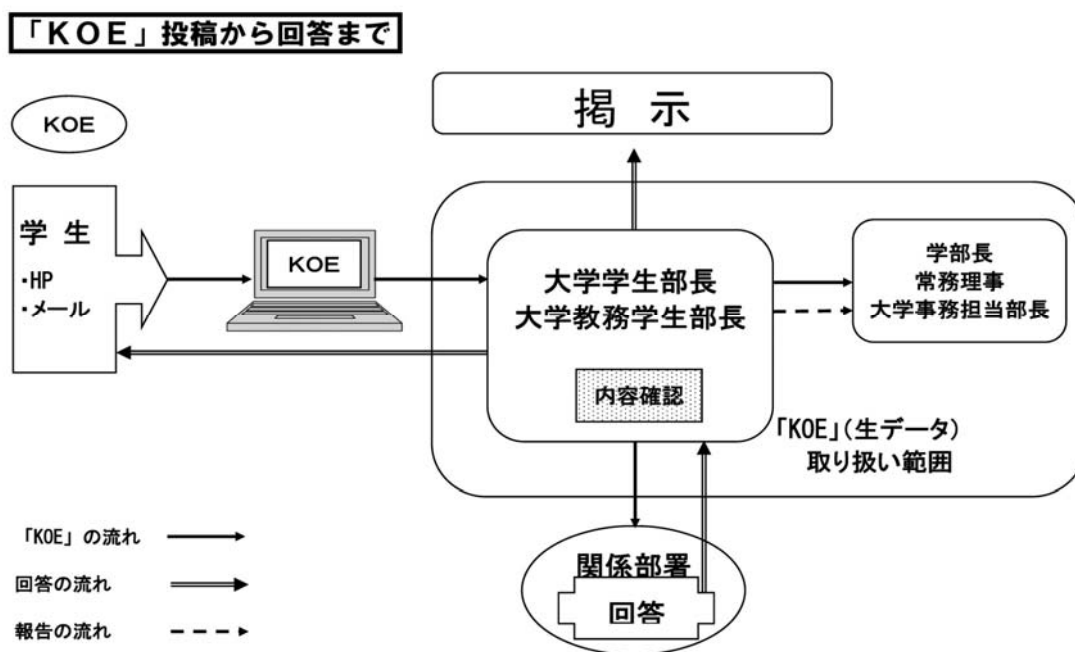 「ＫＯＥ」投稿から回答まで
掲 示
KOE
学 生
・HP
・メール
KOE
大学学生部長
大学教務学生部長
内容確認
学部長
常務理事
大学事務担当部長
「KOE」(生データ)
取り扱い範囲
関係部署
回答
「KOE」の流れ
回答の流れ
報告の流れ